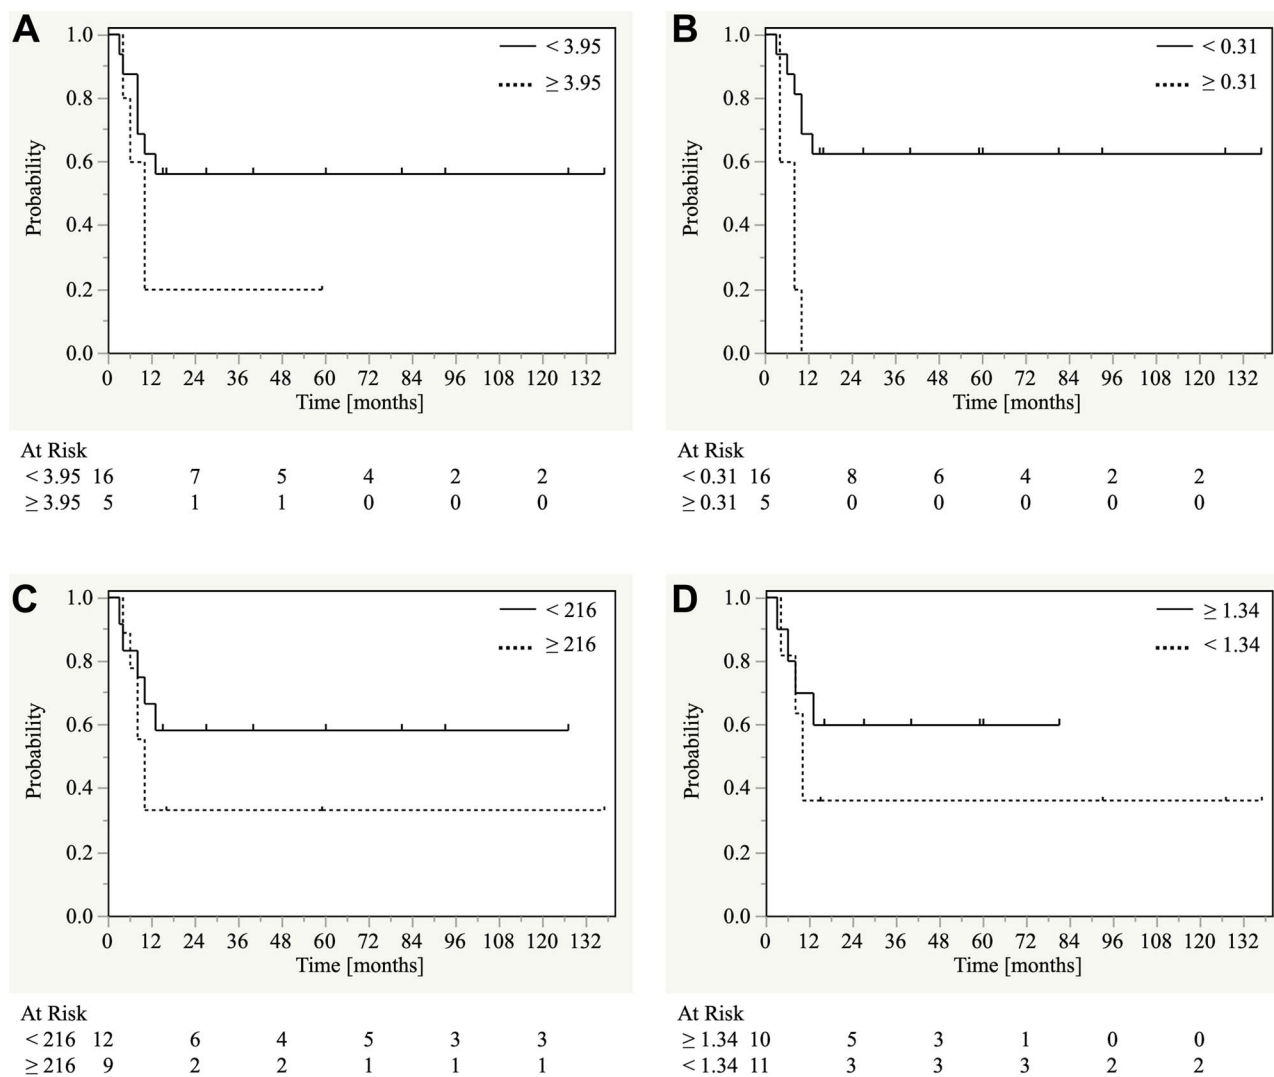 A
1.0
0.8
0.6
0.4
0.2
0.0
Probability
< 3.95
≥ 3.95
0 12 24 36 48 60 72 84 96 108 120 132
Time [months]
At Risk
< 3.95 16 7 5 4 2 2
≥ 3.95 5 1 1 0 0 0
B
1.0
0.8
0.6
0.4
0.2
0.0
Probability
< 0.31
≥ 0.31
0 12 24 36 48 60 72 84 96 108 120 132
Time [months]
At Risk
< 0.31 16 8 6 4 2 2
≥ 0.31 5 0 0 0 0 0
C
1.0
0.8
0.6
0.4
0.2
0.0
Probability
< 216
≥ 216
0 12 24 36 48 60 72 84 96 108 120 132
Time [months]
At Risk
< 216 12 6 4 5 3 3
≥ 216 9 2 2 1 1 1
D
1.0
0.8
0.6
0.4
0.2
0.0
Probability
≥ 1.34
< 1.34
0 12 24 36 48 60 72 84 96 108 120 132
Time [months]
At Risk
≥ 1.34 10 5 3 1 0 0
< 1.34 11 3 3 3 2 2